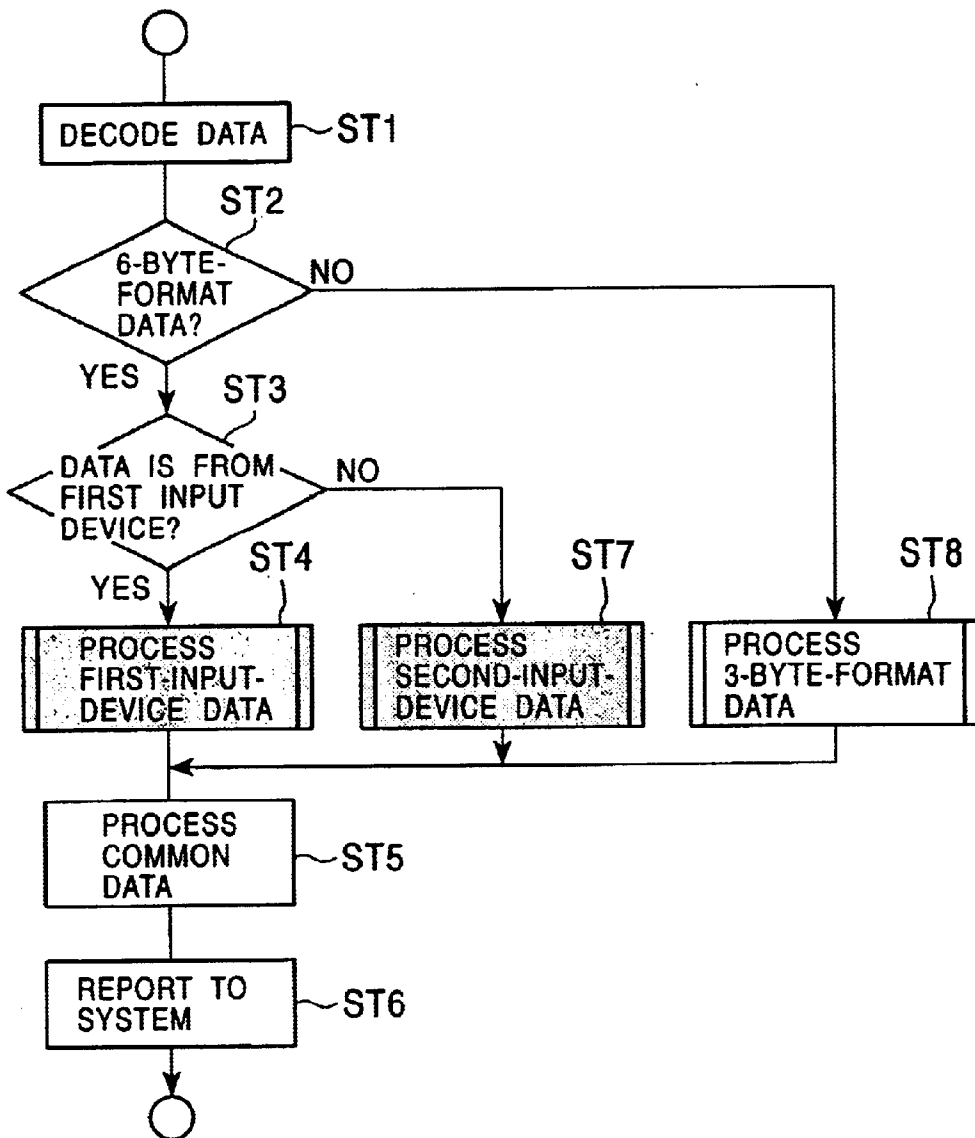 DECODE DATA
ST1
ST2
6-BYTE-
FORMAT
DATA?
NO
YES
ST3
DATA IS FROM
FIRST INPUT
DEVICE?
NO
YES
ST4
ST7
ST8
PROCESS
FIRST-INPUT-
DEVICE DATA
PROCESS
SECOND-INPUT-
DEVICE DATA
PROCESS
3-BYTE-FORMAT
DATA
PROCESS
COMMON
DATA
ST5
REPORT TO
SYSTEM
ST6